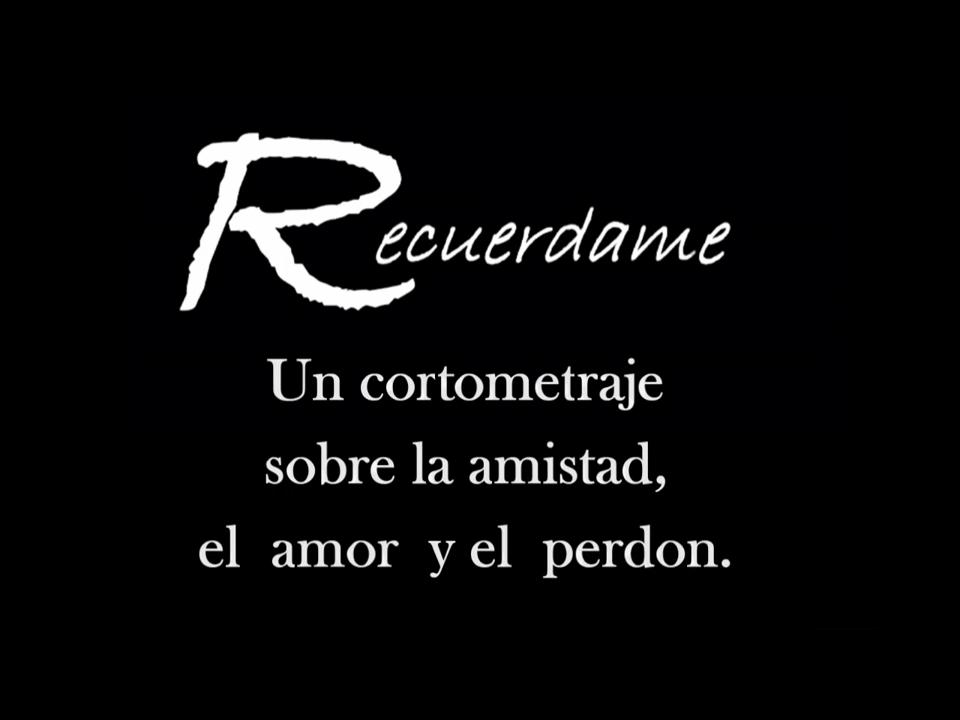 Recuerdame
Un cortometraje
sobre la amistad,
el amor y el perdon.